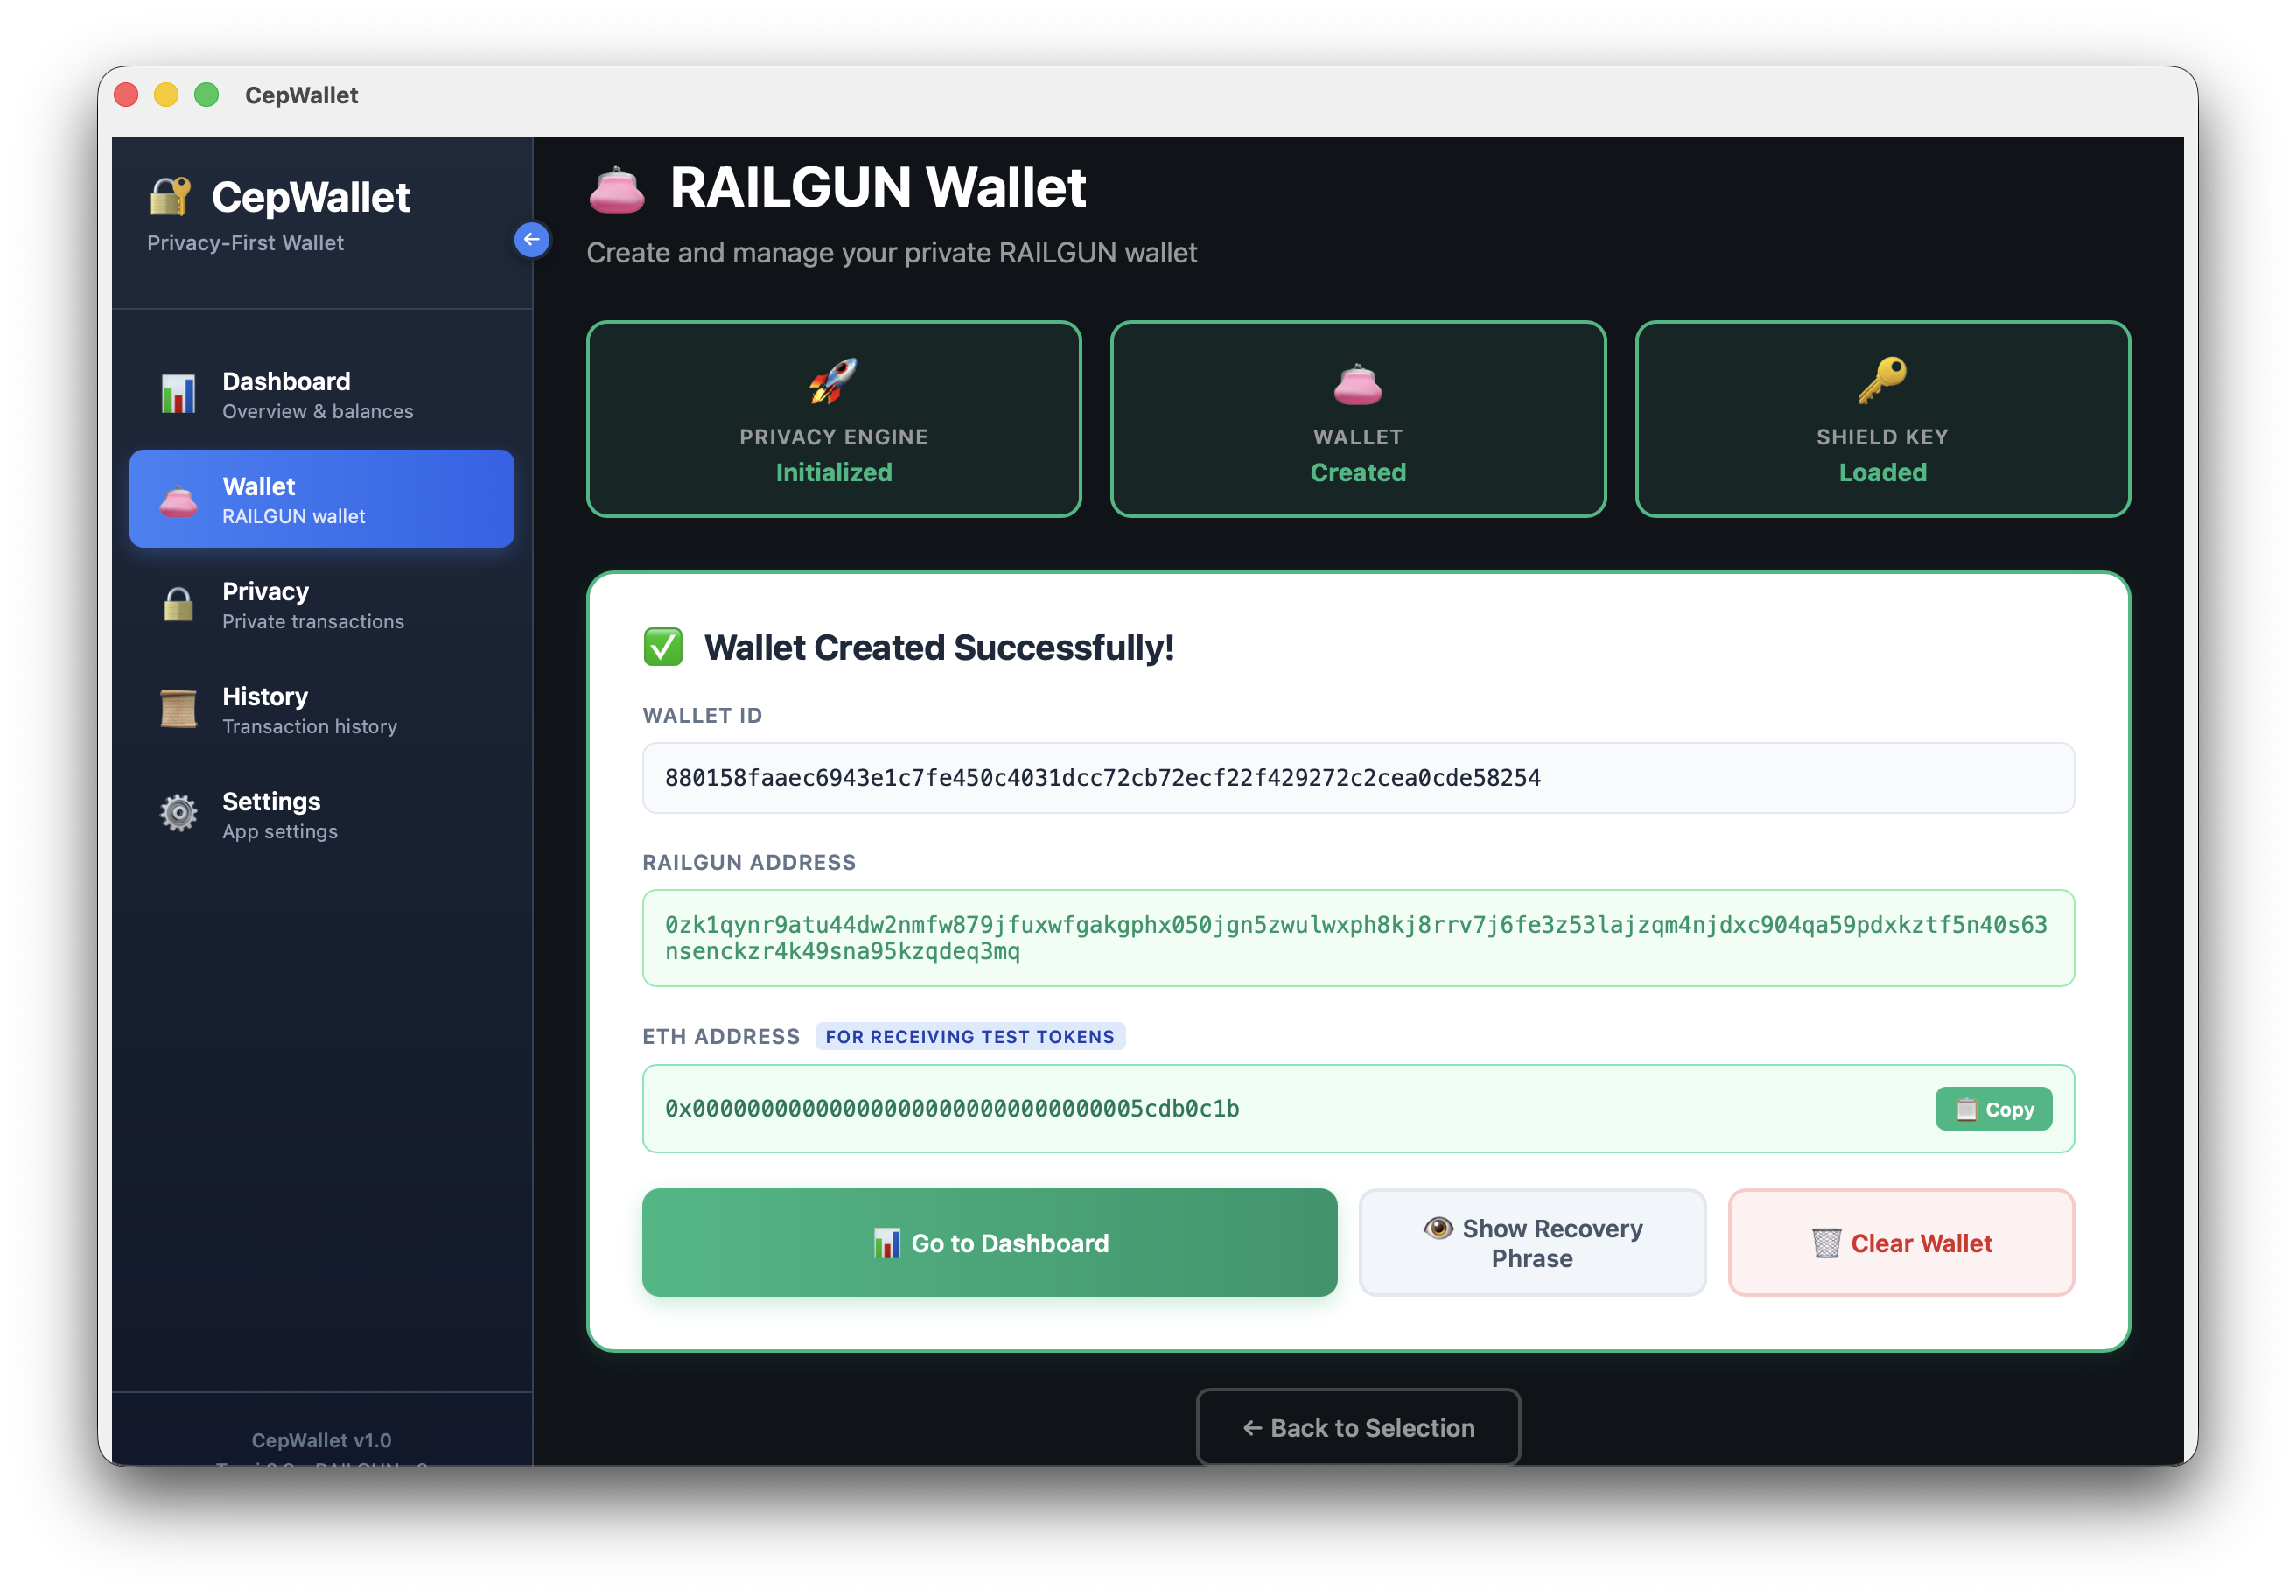 CepWallet
CepWallet
Privacy-First Wallet
Dashboard
Overview & balances
Wallet
RAILGUN wallet
Privacy
Private transactions
History
Transaction history
Settings
App settings
CepWallet v1.0
RAILGUN Wallet
Create and manage your private RAILGUN wallet
PRIVACY ENGINE
Initialized
WALLET
Created
SHIELD KEY
Loaded
Wallet Created Successfully!
WALLET ID
880158faaec6943e1c7fe450c4031dcc72cb72ecf22f429272c2cea0cde58254
RAILGUN ADDRESS
0zk1qynr9atu44dw2nmfw879jfuxwfgakgphx050jgn5zwulwxph8kj8rrv7j6fe3z53lajzqm4njdxc904qa59pdxkztf5n40s63
nsenckzr4k49sna95kzqdeq3mq
ETH ADDRESS FOR RECEIVING TEST TOKENS
0x000000000000000000000000000000005cdb0c1b
Copy
Go to Dashboard
Show Recovery
Phrase
Clear Wallet
← Back to Selection